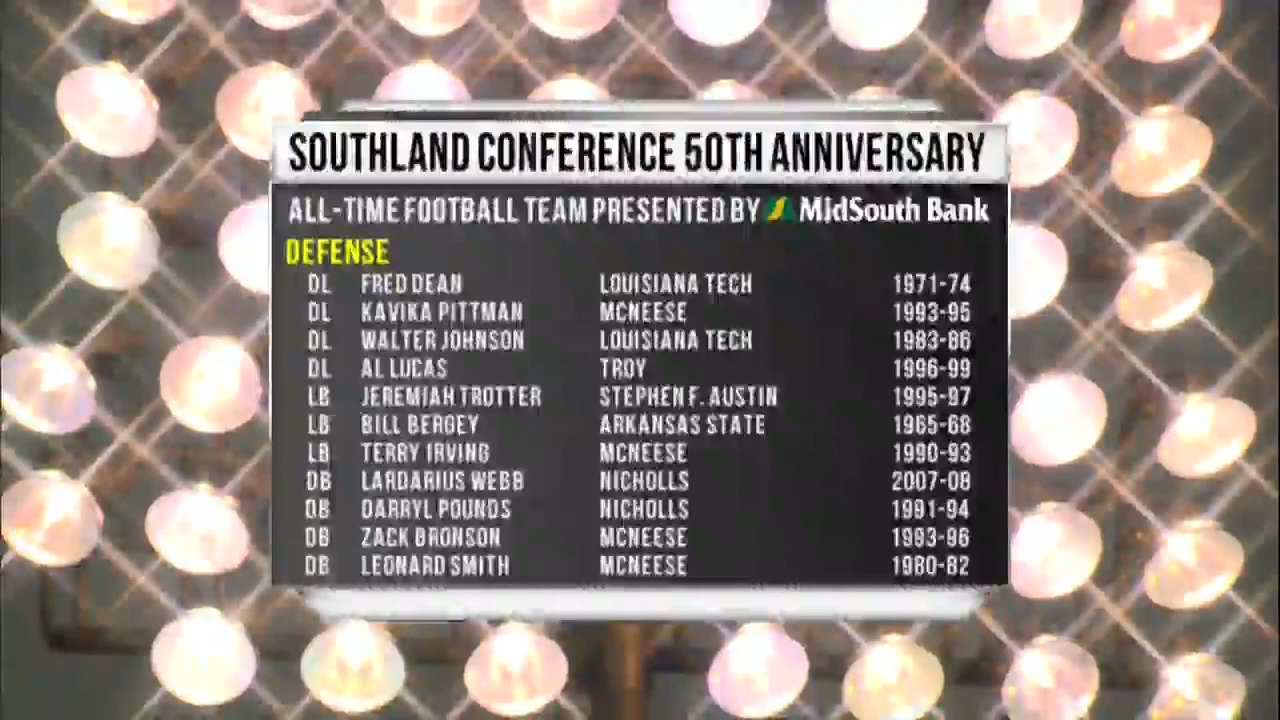 SOUTHLAND CONFERENCE 50TH ANNIVERSARY
ALL-TIME FOOTBALL TEAM PRESENTED BY MidSouth Bank
DEFENSE
DL FRED DEAN LOUISIANA TECH 1971-74
DL KAVIKA PITTMAN MCNEESE 1993-95
DL WALTER JOHNSON LOUISIANA TECH 1983-86
DL AL LUCAS TROY 1996-99
LB JEREMIAH TROTTER STEPHEN F. AUSTIN 1995-97
LB BILL BERGEY ARKANSAS STATE 1965-68
LB TERRY IRVING MCNEESE 1990-93
DB LARDARIUS WEBB NICHOLLS 2007-08
DB DARRYL POUNDS NICHOLLS 1991-94
DB ZACK BRONSON MCNEESE 1993-96
DB LEONARD SMITH MCNEESE 1980-82